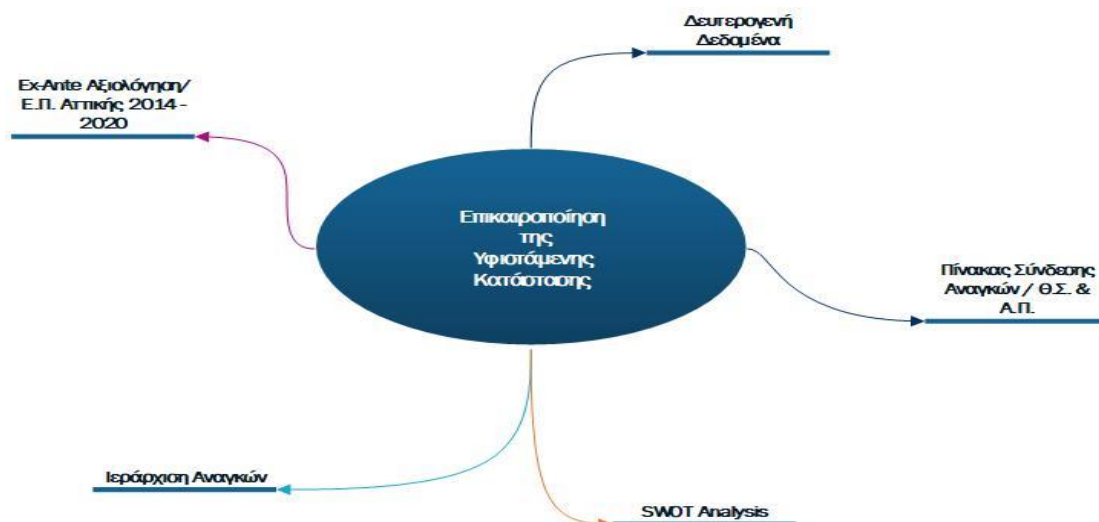 Δευτερογενή
Δεδομένα
Ex-Ante Αξιολόγηση/
Ε.Π. Αττικής 2014 -
2020
Επικαιροποίηση
της
Υφιστάμενης
Κατάστασης
Πίνακας Σύνδεσης
Αναγκών / Θ.Σ. &
Α.Π.
Ιεράρχιση Αναγκών
SWOT Analysis